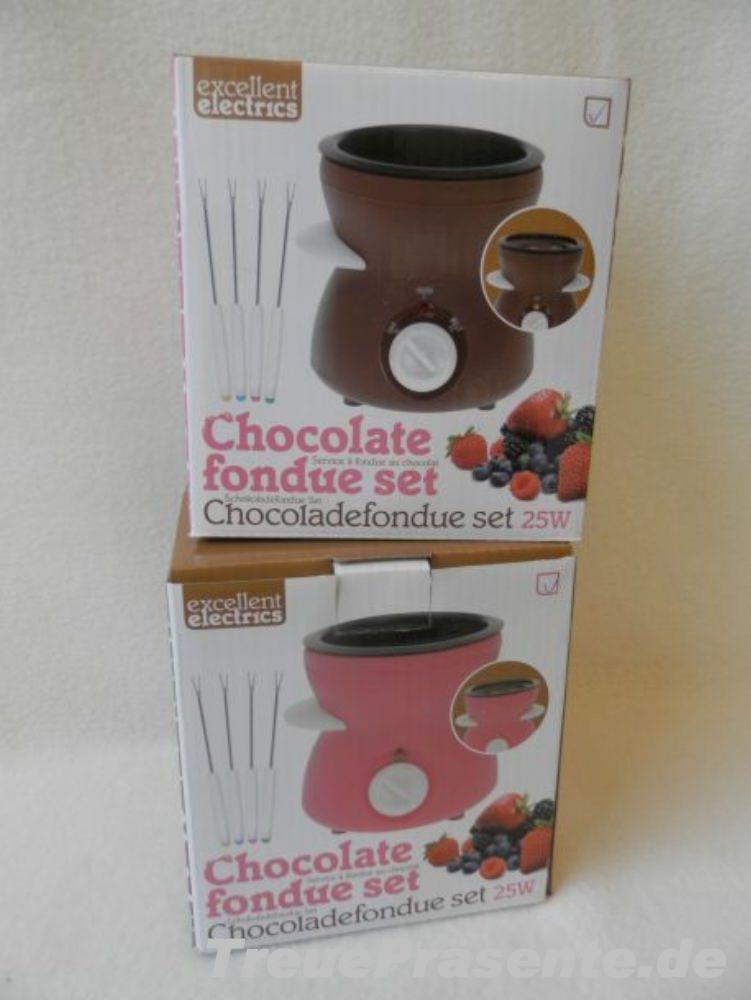 excellent
electrics
Chocolate
Service à fondue au chocolat
fondue set
Schokoladefondue Set
Chocoladefondue set 25W
excellent
electrics
Chocolate
Service à fondue au chocolat
fondue set
Schokoladefondue Set
Chocoladefondue set 25W
TreuePräsente.de